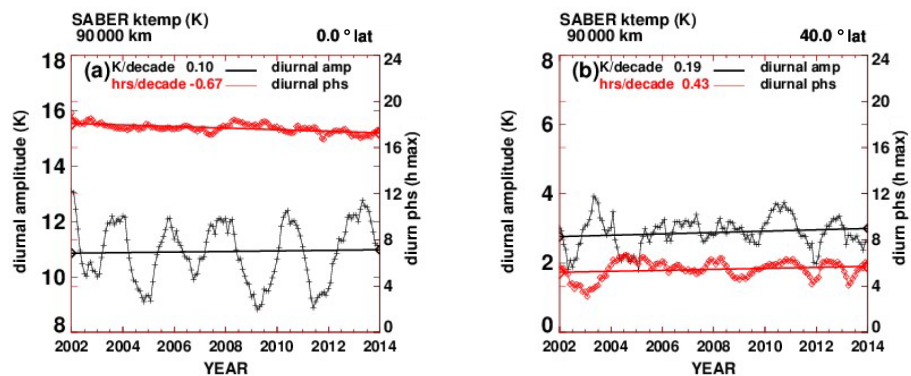 SABER ktemp (K)
90 000 km 0.0 ° lat
18
16
14
12
10
8
24
20
16
12
8
4
0
(a) K/decade 0.10 diurnal amp
hrs/decade -0.67 diurnal phs
diurnal amplitude (K)
diurn phs (h max)
2002 2004 2006 2008 2010 2012 2014
YEAR
SABER ktemp (K)
90 000 km 40.0 ° lat
8
6
4
2
0
24
20
16
12
8
4
0
(b) K/decade 0.19 diurnal amp
hrs/decade 0.43 diurnal phs
diurnal amplitude (K)
diurn phs (h max)
2002 2004 2006 2008 2010 2012 2014
YEAR